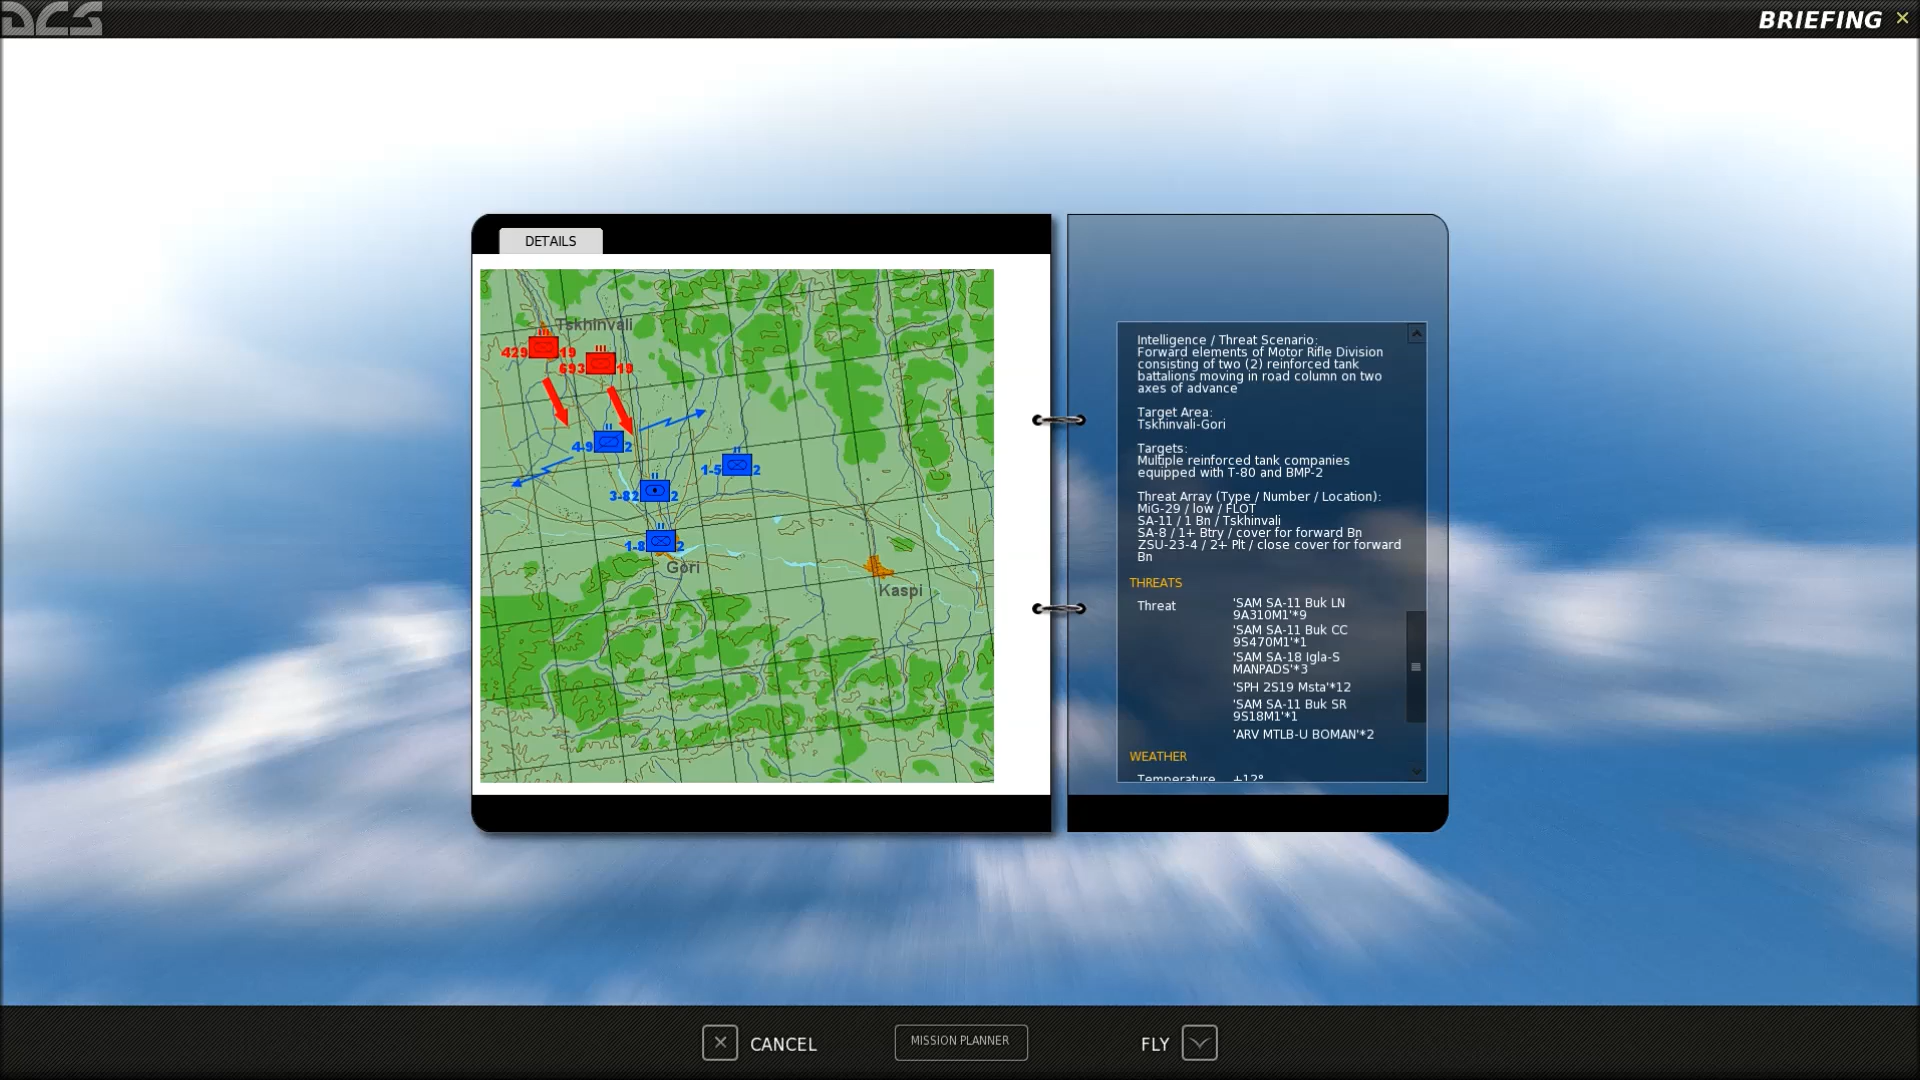 DCS
BRIEFING
DETAILS
Tskhinvali
429 19
693 19
4-9 2
1-5 2
3-82 2
1-8 2
Gori
Kaspi
Intelligence / Threat Scenario:
Forward elements of Motor Rifle Division
consisting of two (2) reinforced tank
battalions moving in road column on two
axes of advance
Target Area:
Tskhinvali-Gori
Targets:
Multiple reinforced tank companies
equipped with T-80 and BMP-2
Threat Array (Type / Number / Location):
MiG-29 / low / FLOT
SA-11 / 1 Bn / Tskhinvali
SA-8 / 1+ Btry / cover for forward Bn
ZSU-23-4 / 2+ Plt / close cover for forward
Bn
THREATS
Threat
'SAM SA-11 Buk LN
9A310M1'*9
'SAM SA-11 Buk CC
9S470M1'*1
'SAM SA-18 Igla-S
MANPADS'*3
'SPH 2S19 Msta'*12
'SAM SA-11 Buk SR
9S18M1'*1
'ARV MTLB-U BOMAN'*2
WEATHER
Temperature +12°
CANCEL
MISSION PLANNER
FLY